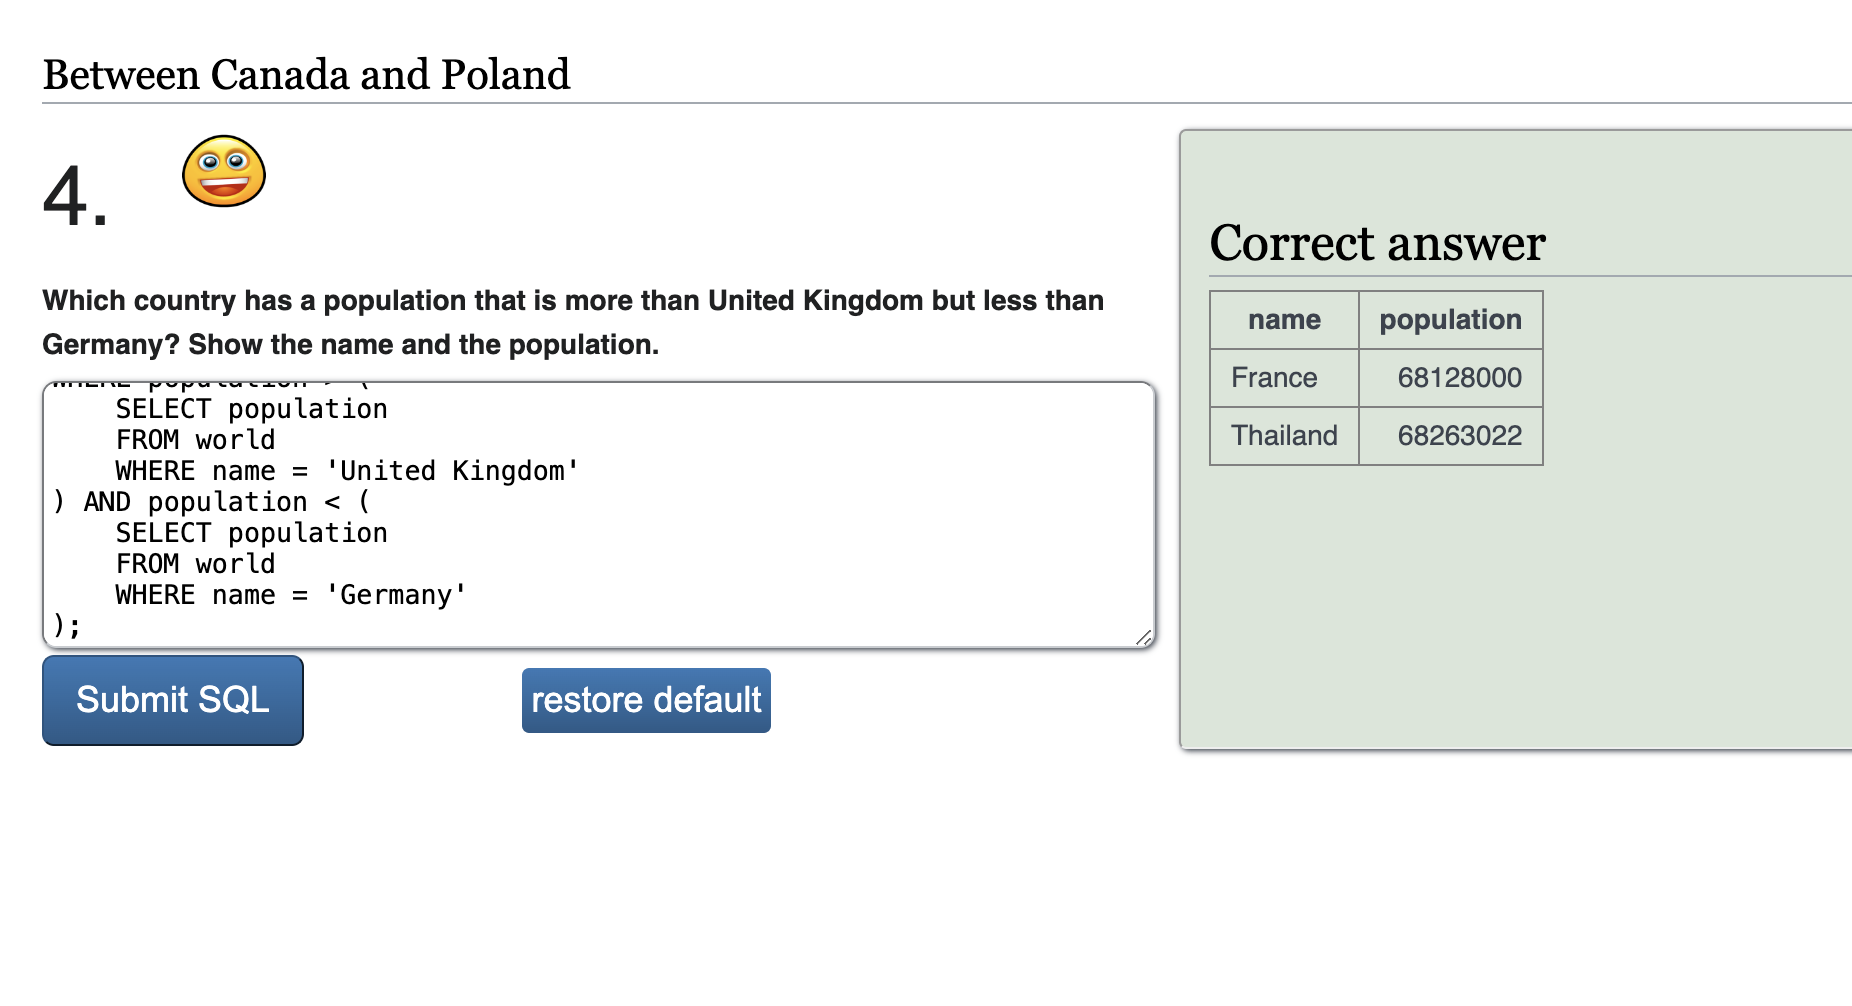 Between Canada and Poland
4.
Which country has a population that is more than United Kingdom but less than
Germany? Show the name and the population.
WHERE population > (
    SELECT population
    FROM world
    WHERE name = 'United Kingdom'
) AND population < (
    SELECT population
    FROM world
    WHERE name = 'Germany'
);
Submit SQL
restore default
Correct answer
name population
France 68128000
Thailand 68263022